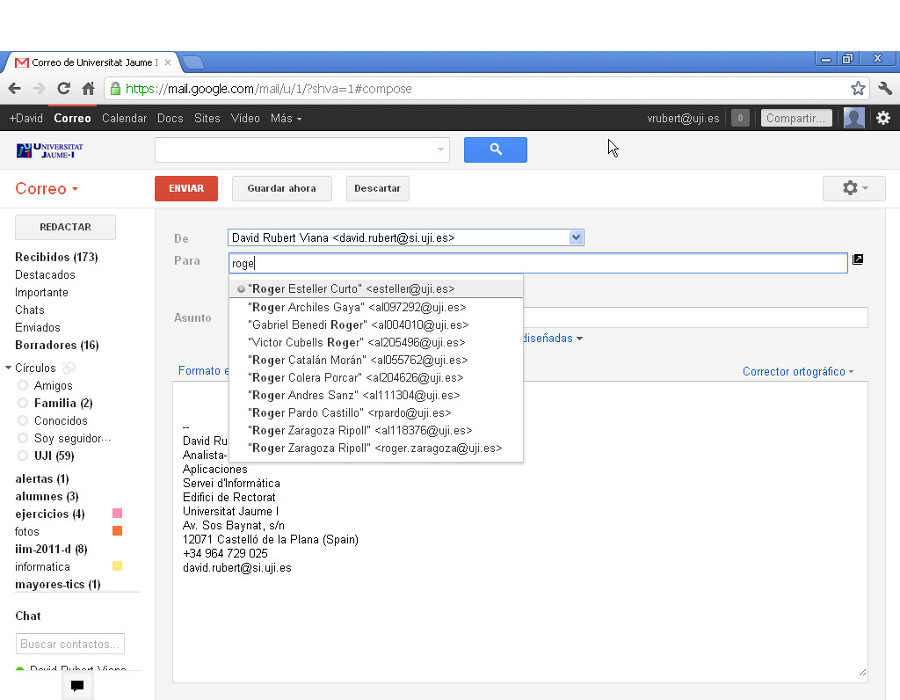 Correo de Universitat Jaume I
https://mail.google.com/mail/u/1/?shva=1#compose
+David Correo Calendar Docs Sites Vídeo Más vrubert@uji.es 0 Compartir...
UNIVERSITAT
JAUME·I
Correo ENVIAR Guardar ahora Descartar
REDACTAR
Recibidos (173)
Destacados
Importante
Chats
Enviados
Borradores (16)
Círculos
Amigos
Familia (2)
Conocidos
Soy seguidor...
UJI (59)
alertas (1)
alumnes (3)
ejercicios (4)
fotos
iim-2011-d (8)
informatica
mayores-tics (1)
Chat
Buscar contactos...
David Rubert Viana
De David Rubert Viana <david.rubert@si.uji.es>
Para roge
"Roger Esteller Curto" <esteller@uji.es>
"Roger Archiles Gaya" <al097292@uji.es>
"Gabriel Benedi Roger" <al004010@uji.es>
"Victor Cubells Roger" <al205496@uji.es>
"Roger Catalán Morán" <al055762@uji.es>
"Roger Colera Porcar" <al204626@uji.es>
"Roger Andres Sanz" <al111304@uji.es>
"Roger Pardo Castillo" <rpardo@uji.es>
"Roger Zaragoza Ripoll" <al118376@uji.es>
"Roger Zaragoza Ripoll" <roger.zaragoza@uji.es>
Asunto
diseñadas
Formato e
Corrector ortográfico
--
David Ru
Analista-
Aplicaciones
Servei d'Informàtica
Edifici de Rectorat
Universitat Jaume I
Av. Sos Baynat, s/n
12071 Castelló de la Plana (Spain)
+34 964 729 025
david.rubert@si.uji.es